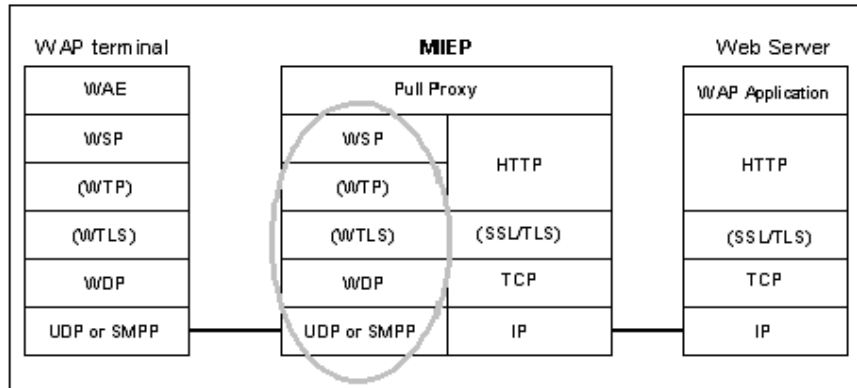 WAP terminal
MIEP
Web Server
WAE
Pull Proxy
WAP Application
WSP
WSP
HTTP
HTTP
(WTP)
(WTP)
(WTLS)
(WTLS)
(SSL/TLS)
(SSL/TLS)
WDP
WDP
TCP
TCP
UDP or SMPP
UDP or SMPP
IP
IP